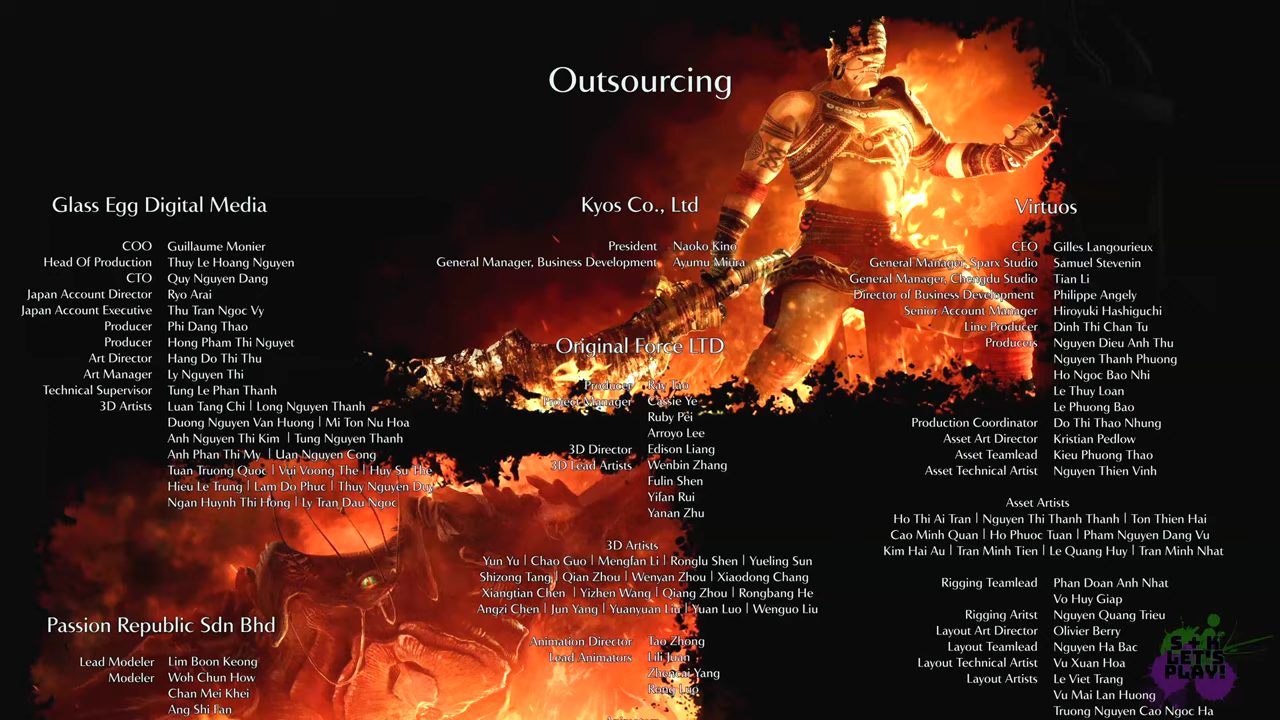 Outsourcing
Glass Egg Digital Media
COO Guillaume Monier
Head Of Production Thuy Le Hoang Nguyen
CTO Quy Nguyen Dang
Japan Account Director Ryo Arai
Japan Account Executive Thu Tran Ngoc Vy
Producer Phi Dang Thao
Producer Hong Pham Thi Nguyet
Art Director Hang Do Thi Thu
Art Manager Ly Nguyen Thi
Technical Supervisor Tung Le Phan Thanh
3D Artists Luan Tang Chi | Long Nguyen Thanh
Duong Nguyen Van Huong | Mi Ton Nu Hoa
Anh Nguyen Thi Kim | Tung Nguyen Thanh
Anh Phan Thi My | Uan Nguyen Cong
Tuan Truong Quoc | Vui Voong The | Huy Su The
Hieu Le Trung | Lam Do Phuc | Thuy Nguyen Duy
Ngan Huynh Thi Hong | Ly Tran Dau Ngoc
Passion Republic Sdn Bhd
Lead Modeler Lim Boon Keong
Modeler Woh Chun How
Chan Mei Khei
Ang Shi Fan
Kyos Co., Ltd
President Naoko Kino
General Manager, Business Development Ayumu Miura
Original Force LTD
Producer Ray Tao
Project Manager Cassie Ye
Ruby Pei
Arroyo Lee
3D Director Edison Liang
3D Lead Artists Wenbin Zhang
Fulin Shen
Yifan Rui
Yanan Zhu
3D Artists
Yun Yu | Chao Guo | Mengfan Li | Ronglu Shen | Yueling Sun
Shizong Tang | Qian Zhou | Wenyan Zhou | Xiaodong Chang
Xiangtian Chen | Yizhen Wang | Qiang Zhou | Rongbang He
Angzi Chen | Jun Yang | Yuanyuan Liu | Yuan Luo | Wenguo Liu
Animation Director Tao Zhong
Lead Animators Lili Juan
Zhencai Yang
Rong Luo
Virtuos
CEO Gilles Langourieux
General Manager, Sparx Studio Samuel Stevenin
General Manager, Chengdu Studio Tian Li
Director of Business Development Philippe Angely
Senior Account Manager Hiroyuki Hashiguchi
Line Producer Dinh Thi Chan Tu
Producers Nguyen Dieu Anh Thu
Nguyen Thanh Phuong
Ho Ngoc Bao Nhi
Le Thuy Loan
Le Phuong Bao
Production Coordinator Do Thi Thao Nhung
Asset Art Director Kristian Pedlow
Asset Teamlead Kieu Phuong Thao
Asset Technical Artist Nguyen Thien Vinh
Asset Artists
Ho Thi Ai Tran | Nguyen Thi Thanh Thanh | Ton Thien Hai
Cao Minh Quan | Ho Phuoc Tuan | Pham Nguyen Dang Vu
Kim Hai Au | Tran Minh Tien | Le Quang Huy | Tran Minh Nhat
Rigging Teamlead Phan Doan Anh Nhat
Vo Huy Giap
Rigging Aritst Nguyen Quang Trieu
Layout Art Director Olivier Berry
Layout Teamlead Nguyen Ha Bac
Layout Technical Artist Vu Xuan Hoa
Layout Artists Le Viet Trang
Vu Mai Lan Huong
Truong Nguyen Cao Ngoc Ha
S+K
LET'S
PLAY!